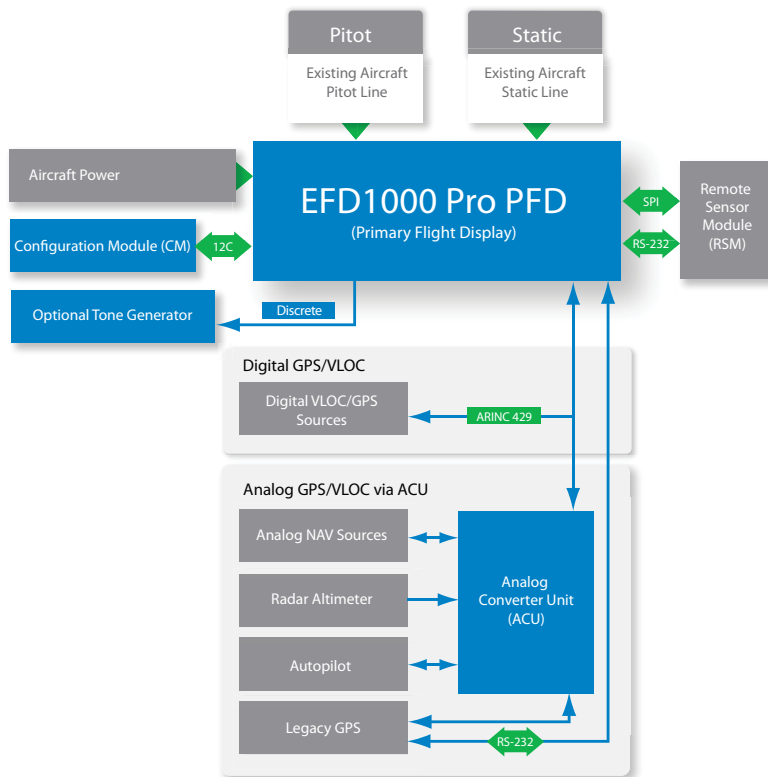 Pitot
Existing Aircraft
Pitot Line
Static
Existing Aircraft
Static Line
Aircraft Power
EFD1000 Pro PFD
(Primary Flight Display)
SPI
RS-232
Remote
Sensor
Module
(RSM)
Configuration Module (CM)
12C
Optional Tone Generator
Discrete
Digital GPS/VLOC
Digital VLOC/GPS
Sources
ARINC 429
Analog GPS/VLOC via ACU
Analog NAV Sources
Radar Altimeter
Autopilot
Legacy GPS
Analog
Converter Unit
(ACU)
RS-232